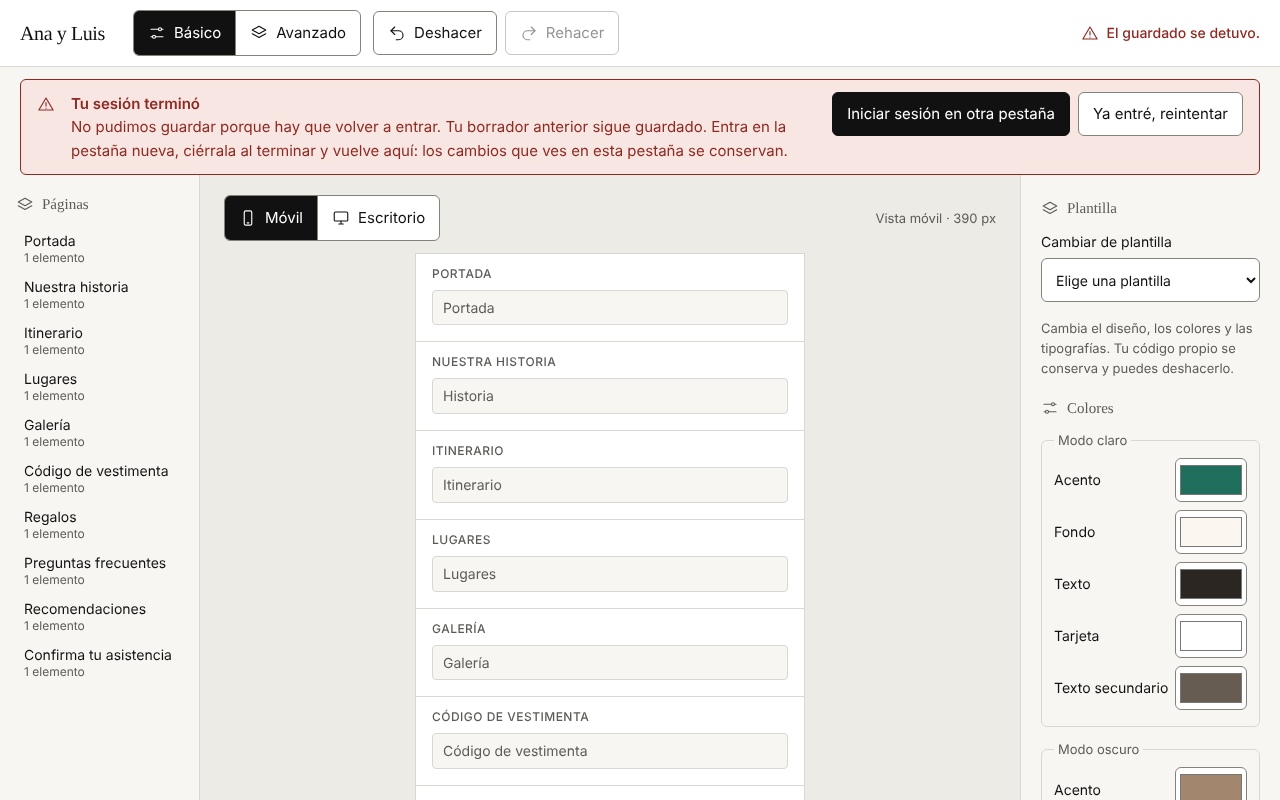 Ana y Luis
Básico
Avanzado
Deshacer
Rehacer
El guardado se detuvo.
Tu sesión terminó
No pudimos guardar porque hay que volver a entrar. Tu borrador anterior sigue guardado. Entra en la
pestaña nueva, ciérrala al terminar y vuelve aquí: los cambios que ves en esta pestaña se conservan.
Iniciar sesión en otra pestaña
Ya entré, reintentar
Páginas
Portada
1 elemento
Nuestra historia
1 elemento
Itinerario
1 elemento
Lugares
1 elemento
Galería
1 elemento
Código de vestimenta
1 elemento
Regalos
1 elemento
Preguntas frecuentes
1 elemento
Recomendaciones
1 elemento
Confirma tu asistencia
1 elemento
Móvil
Escritorio
Vista móvil · 390 px
PORTADA
Portada
NUESTRA HISTORIA
Historia
ITINERARIO
Itinerario
LUGARES
Lugares
GALERÍA
Galería
CÓDIGO DE VESTIMENTA
Código de vestimenta
Plantilla
Cambiar de plantilla
Elige una plantilla
Cambia el diseño, los colores y las
tipografías. Tu código propio se
conserva y puedes deshacerlo.
Colores
Modo claro
Acento
Fondo
Texto
Tarjeta
Texto secundario
Modo oscuro
Acento